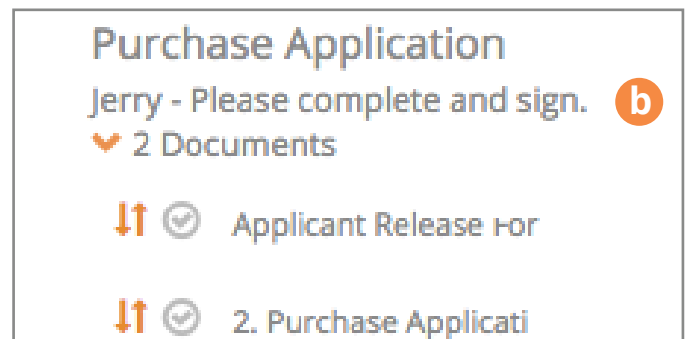 Purchase Application
Jerry - Please complete and sign. b
2 Documents
Applicant Release For
2. Purchase Applicati